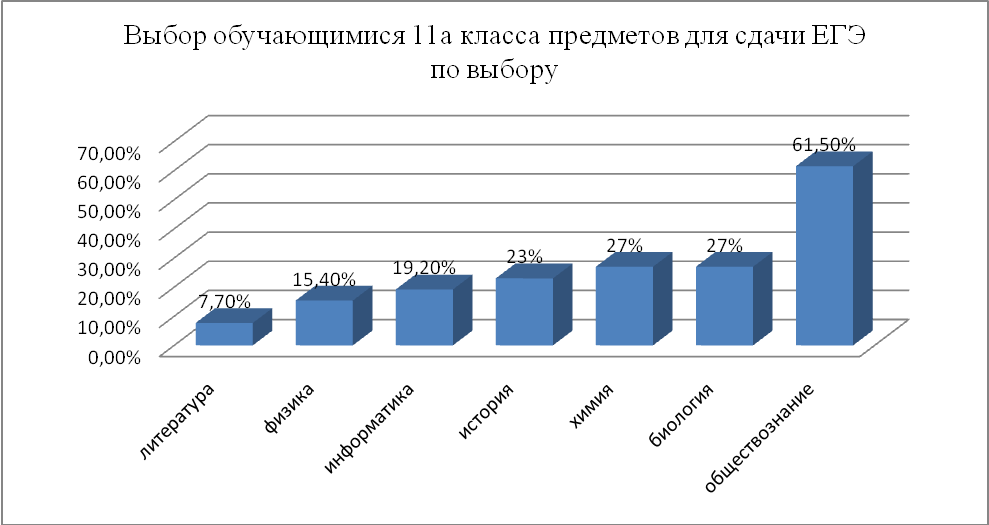 Выбор обучающимися 11а класса предметов для сдачи ЕГЭ
по выбору
70,00%
60,00%
50,00%
40,00%
30,00%
20,00%
10,00%
0,00%
7,70%
15,40%
19,20%
23%
27%
27%
61,50%
литература
физика
информатика
история
химия
биология
обществознание